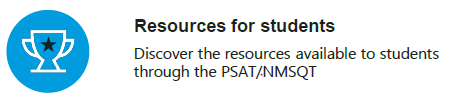 Resources for students
Discover the resources available to students
through the PSAT/NMSQT